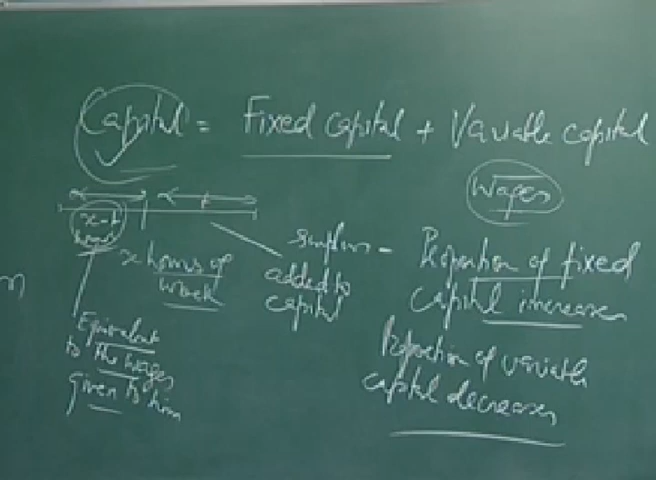 Capital = Fixed capital + Variable capital
Wages
x-t
hours
t
x hours of
work
Surplus -
added to
capital
Proportion of fixed
capital increases
Proportion of variable
capital decreases
n
Equivalent
to the wages
given to him